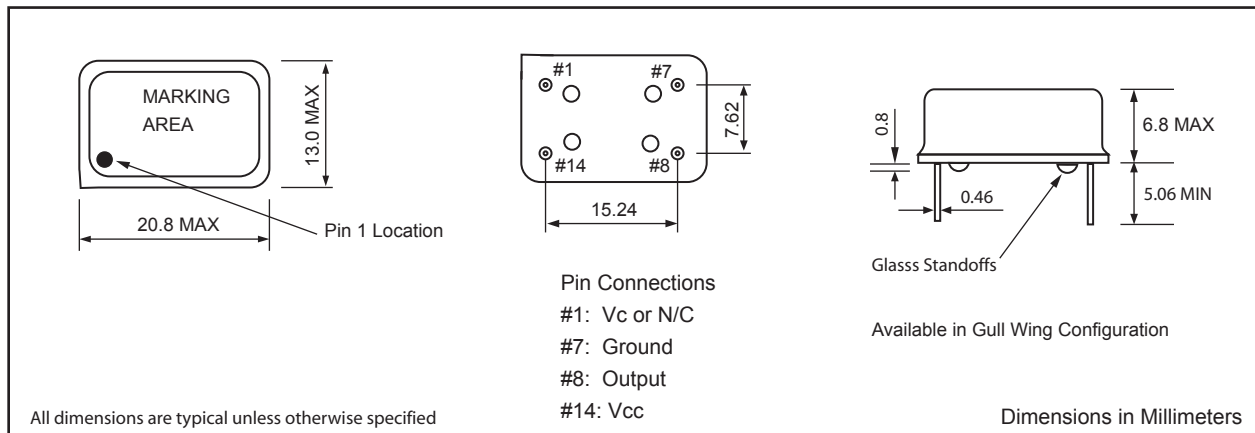 MARKING
AREA
13.0 MAX
20.8 MAX
Pin 1 Location
#1
#7
#14
#8
7.62
15.24
Pin Connections
#1: Vc or N/C
#7: Ground
#8: Output
#14: Vcc
0.8
6.8 MAX
0.46
5.06 MIN
Glasss Standoffs
Available in Gull Wing Configuration
All dimensions are typical unless otherwise specified
Dimensions in Millimeters